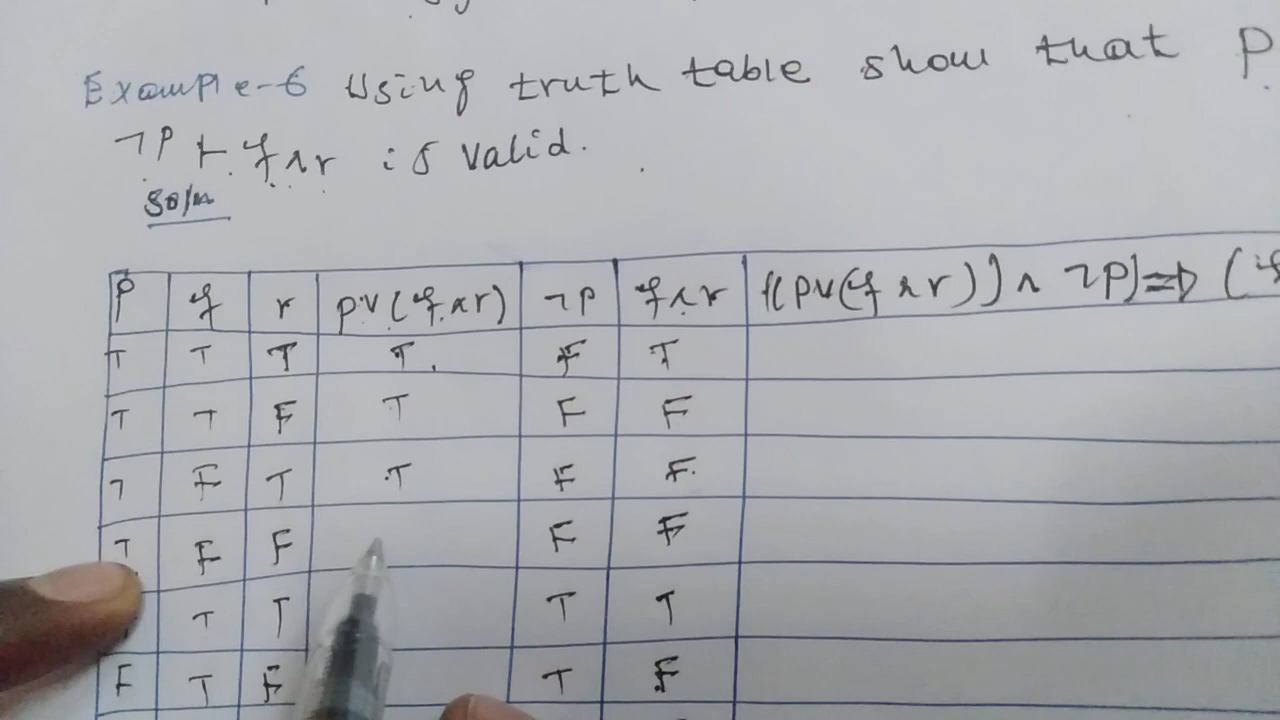 Example-6 Using truth table show that P
¬P ⊢ q∧r is valid.
Soln
P q r p∨(q∧r) ¬P q∧r [(p∨(q∧r))∧ ¬P]⇒ (q
T T T T F T
T T F T F F
T F T T F F
T F F F F
T T T T
F T F T F